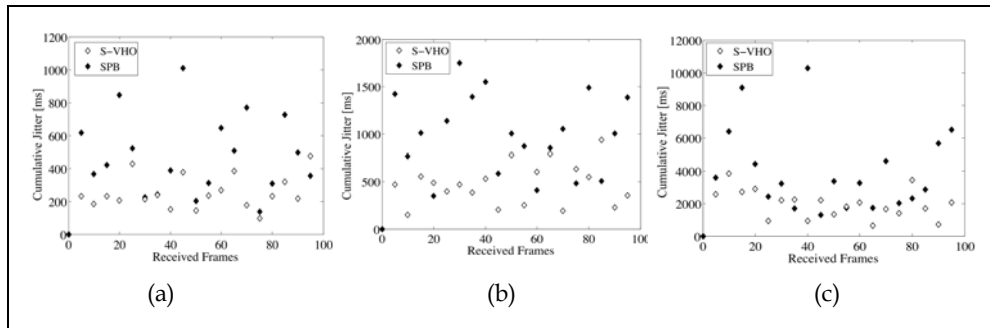 1200
1000
800
600
400
200
0
0 20 40 60 80 100
Cumulative Jitter [ms]
Received Frames
S-VHO
SPB
(a)
2000
1500
1000
500
0
0 20 40 60 80 100
Cumulative Jitter [ms]
Received Frames
S-VHO
SPB
(b)
12000
10000
8000
6000
4000
2000
0
0 20 40 60 80 100
Cumulative Jitter [ms]
Received Frames
S-VHO
SPB
(c)